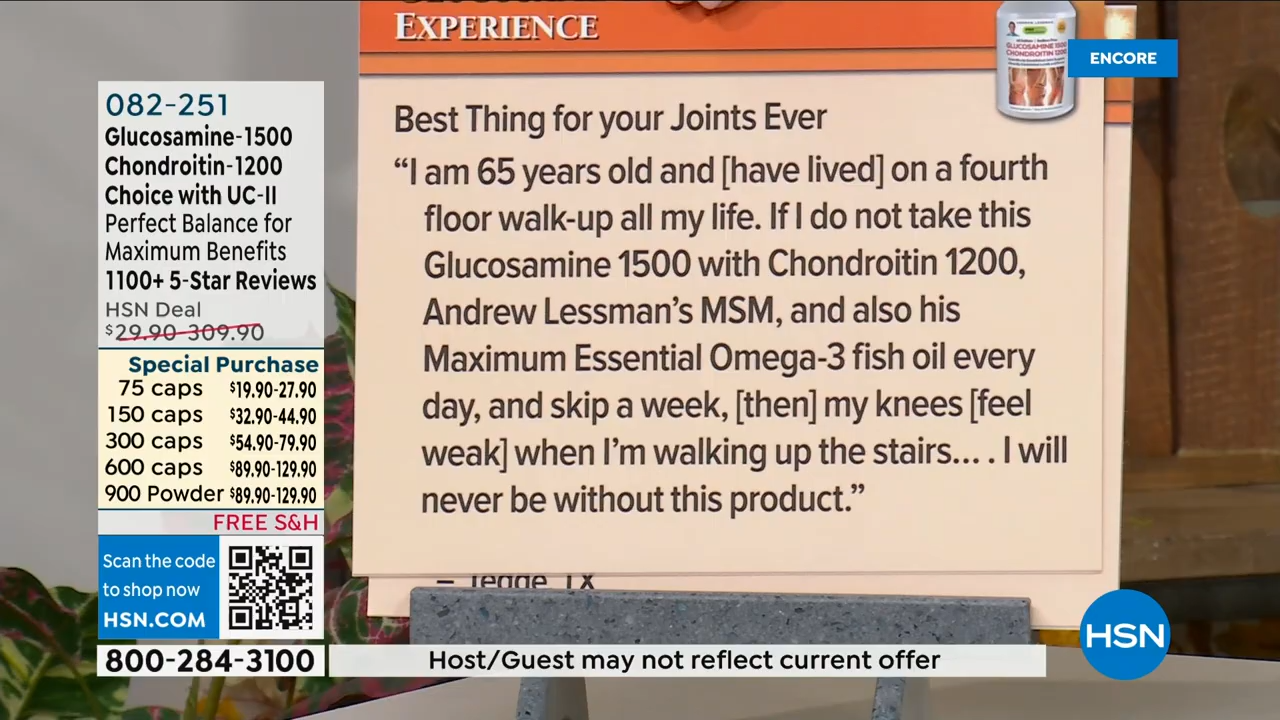 EXPERIENCE
GLUCOSAMINE 1500
CHONDROITIN 1200
ENCORE
082-251
Glucosamine-1500
Chondroitin-1200
Choice with UC-II
Perfect Balance for
Maximum Benefits
1100+ 5-Star Reviews
HSN Deal
$29.90-309.90
Special Purchase
75 caps $19.90-27.90
150 caps $32.90-44.90
300 caps $54.90-79.90
600 caps $89.90-129.90
900 Powder $89.90-129.90
FREE S&H
Scan the code
to shop now
HSN.COM
800-284-3100
Best Thing for your Joints Ever
“I am 65 years old and [have lived] on a fourth
floor walk-up all my life. If I do not take this
Glucosamine 1500 with Chondroitin 1200,
Andrew Lessman’s MSM, and also his
Maximum Essential Omega-3 fish oil every
day, and skip a week, [then] my knees [feel
weak] when I’m walking up the stairs... . I will
never be without this product.”
HSN
Host/Guest may not reflect current offer